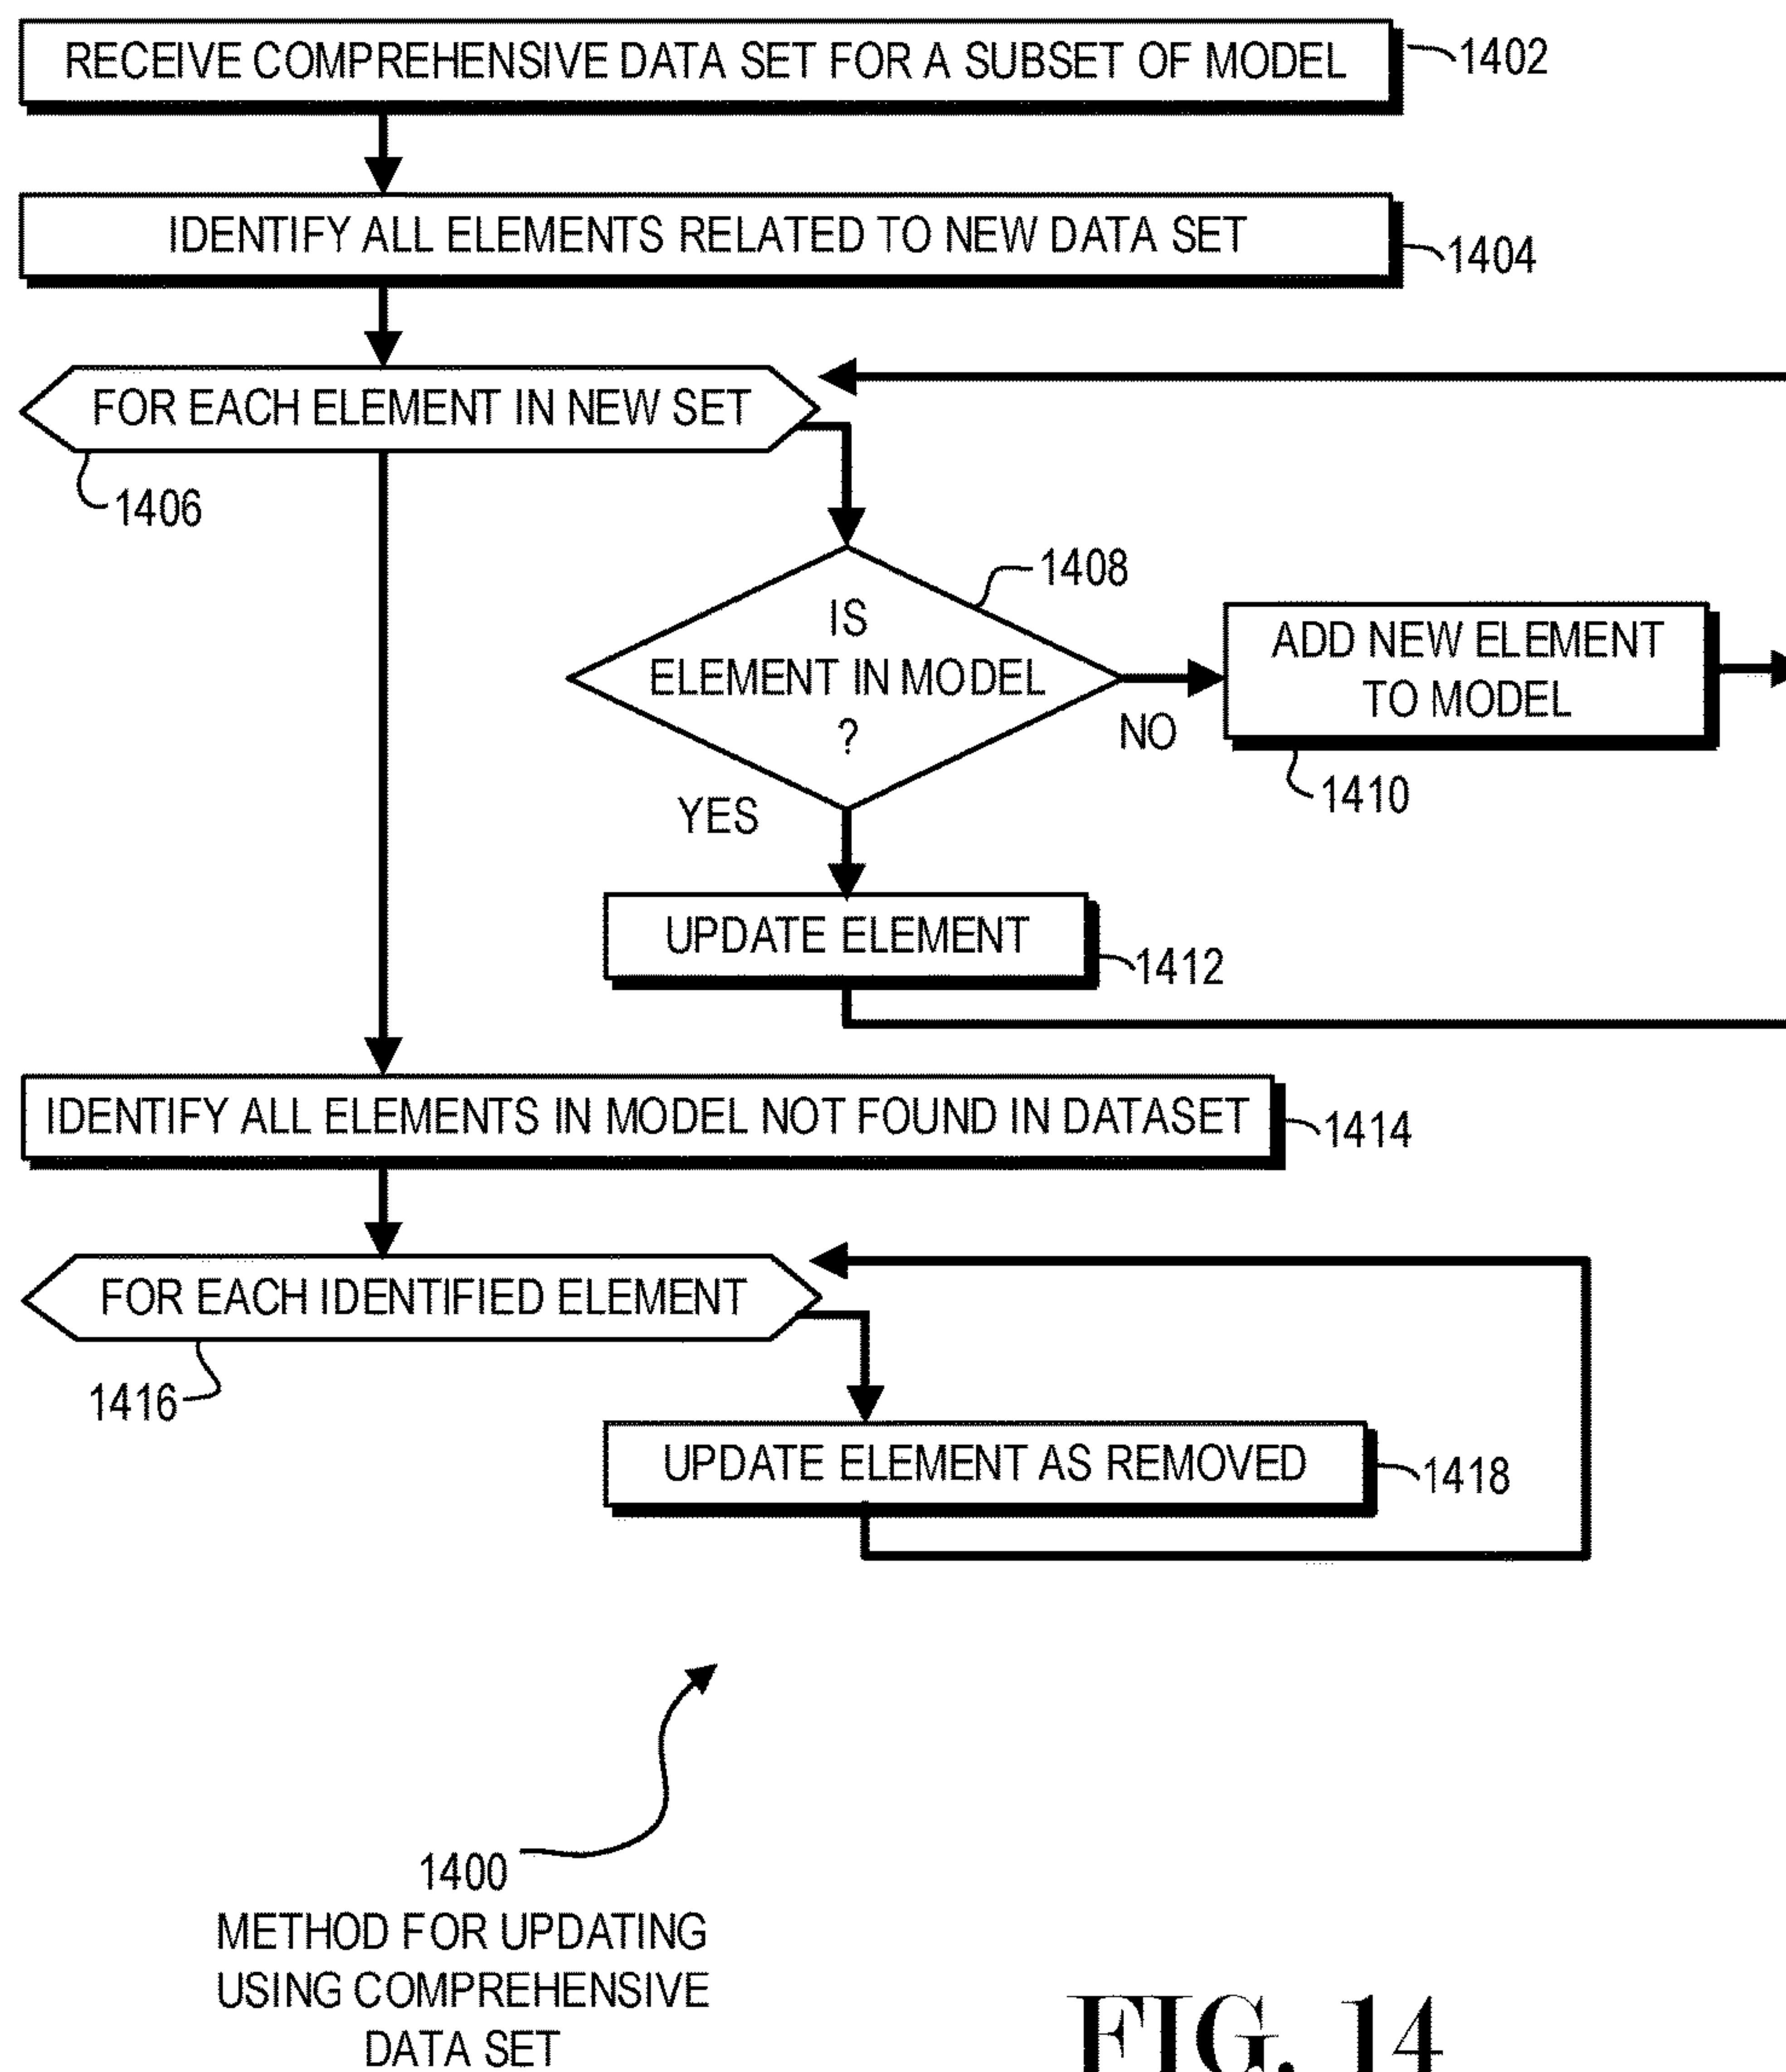 RECEIVE COMPREHENSIVE DATA SET FOR A SUBSET OF MODEL
1402
IDENTIFY ALL ELEMENTS RELATED TO NEW DATA SET
1404
FOR EACH ELEMENT IN NEW SET
1406
1408
IS
ELEMENT IN MODEL
?
NO
ADD NEW ELEMENT
TO MODEL
1410
YES
UPDATE ELEMENT
1412
IDENTIFY ALL ELEMENTS IN MODEL NOT FOUND IN DATASET
1414
FOR EACH IDENTIFIED ELEMENT
1416
UPDATE ELEMENT AS REMOVED
1418
1400
METHOD FOR UPDATING
USING COMPREHENSIVE
DATA SET
FIG. 14